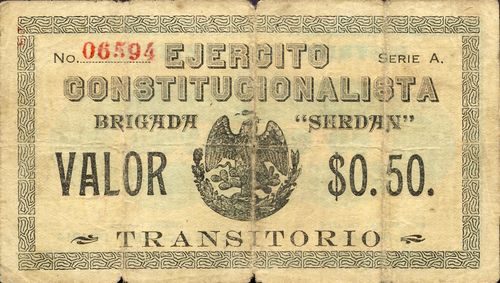 No. 06594 EJERCITO SERIE A.
CONSTITUCIONALISTA
BRIGADA "SERDAN"
VALOR $0.50.
TRANSITORIO